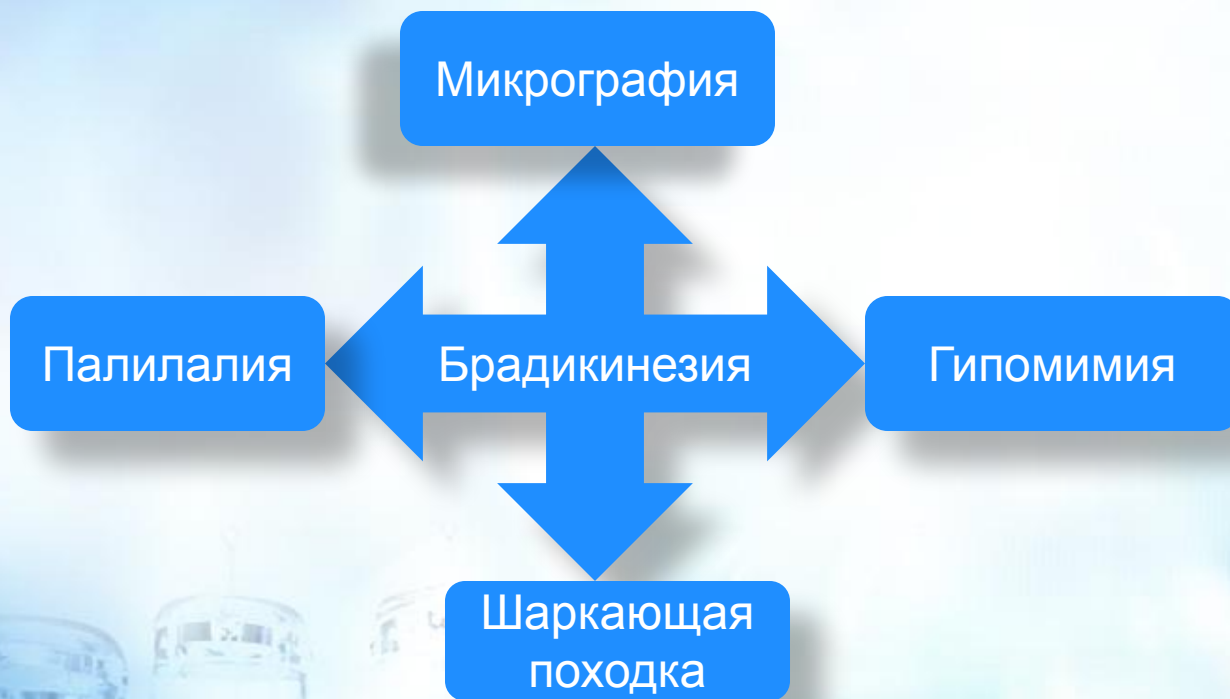 Микрография
Палилалия
Брадикинезия
Гипомимия
Шаркающая
походка